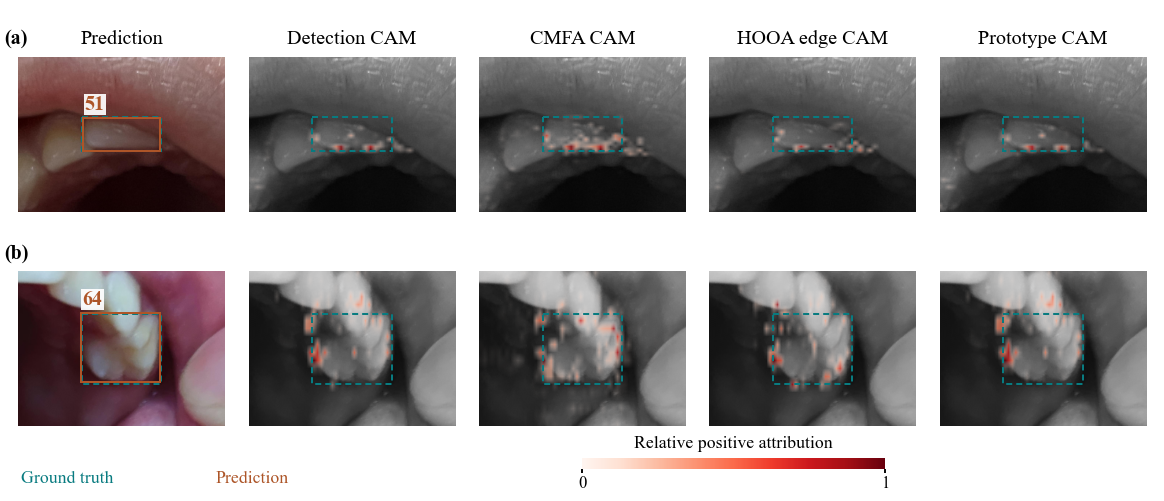 (a) Prediction Detection CAM CMFA CAM HOOA edge CAM Prototype CAM
51
(b)
64
Relative positive attribution
Ground truth Prediction
0 1